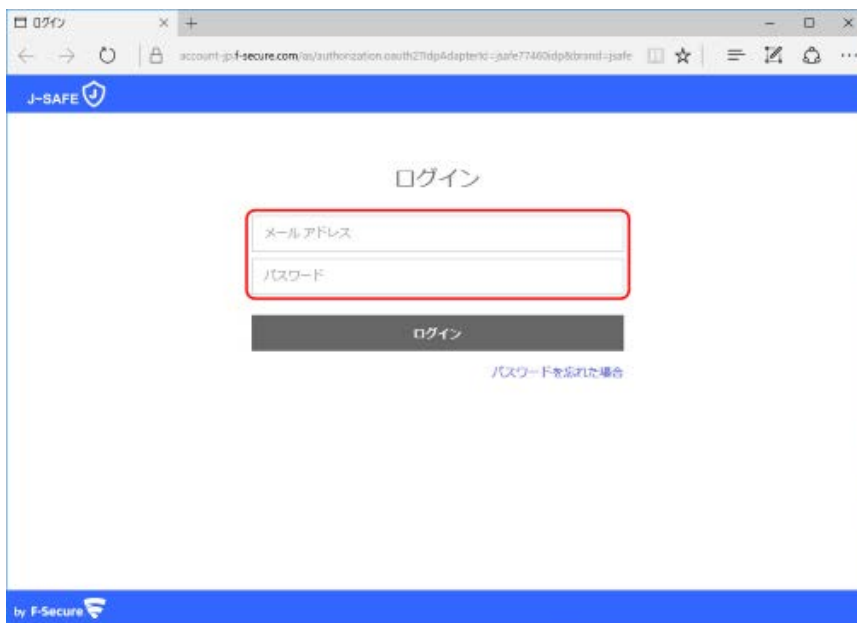 ログイン
account-jp.f-secure.com/as/authorization.oauth2?IdpAdapterId=jsafe77460idp&brand=jsafe
J-SAFE
ログイン
メール アドレス
パスワード
ログイン
パスワードを忘れた場合
by F-Secure